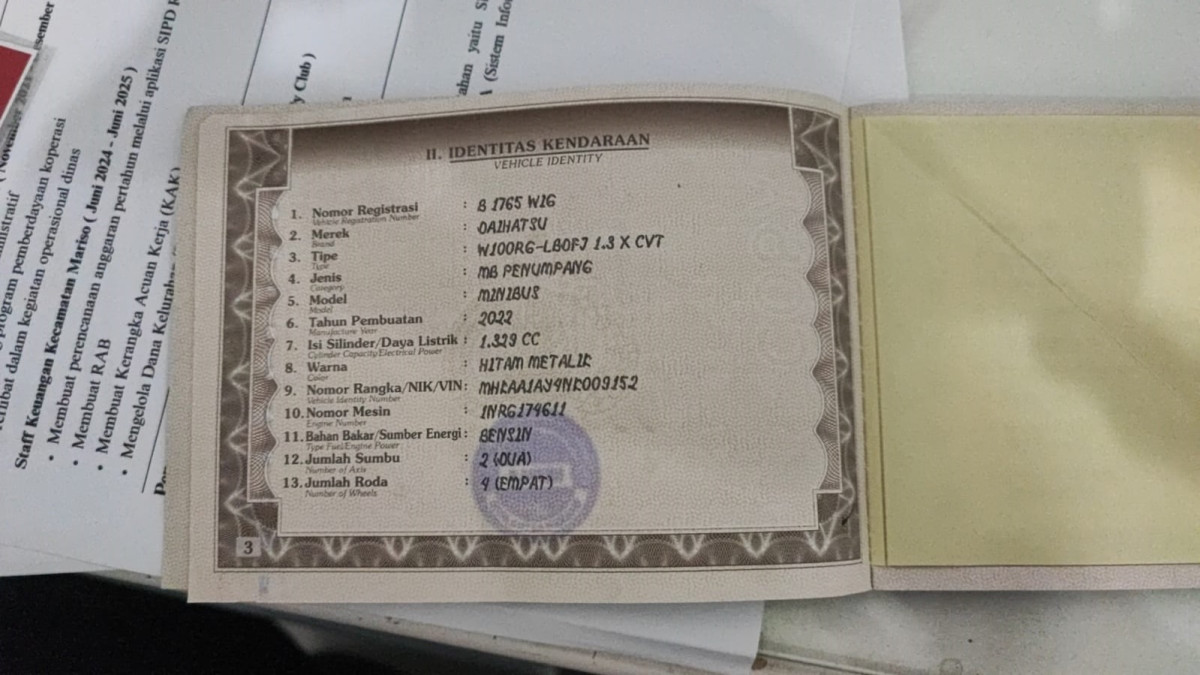 II. IDENTITAS KENDARAAN
VEHICLE IDENTITY
1. Nomor Registrasi : B 1765 WIG
Vehicle Registration Number
2. Merek : DAIHATSU
Brand
3. Tipe : W100RG-LBOFJ 1.3 X CVT
Type
4. Jenis : MB PENUMPANG
Category
5. Model : MINIBUS
Model
6. Tahun Pembuatan : 2022
Manufacture Year
7. Isi Silinder/Daya Listrik : 1.329 CC
Cylinder Capacity/Electrical Power
8. Warna : HITAM METALIK
Color
9. Nomor Rangka/NIK/VIN: MHKAA1AY9NK009152
Vehicle Identity Number
10. Nomor Mesin : 1NRG174611
Engine Number
11. Bahan Bakar/Sumber Energi : BENSIN
Type Fuel/Engine Power
12. Jumlah Sumbu : 2 (DUA)
Number of Axis
13. Jumlah Roda : 4 (EMPAT)
Number of Wheels
3
program pemberdayaan koperasi
dalam kegiatan operasional dinas
Staff Keuangan Kecamatan Mariso ( Juni 2024 - Juni 2025 )
• Membuat perencanaan anggaran pertahun melalui aplikasi SIPD
• Membuat RAB
• Membuat Kerangka Acuan Kerja (KAK)
• Mengelola Dana Kelurahan
Club )
yaitu
(Sistem